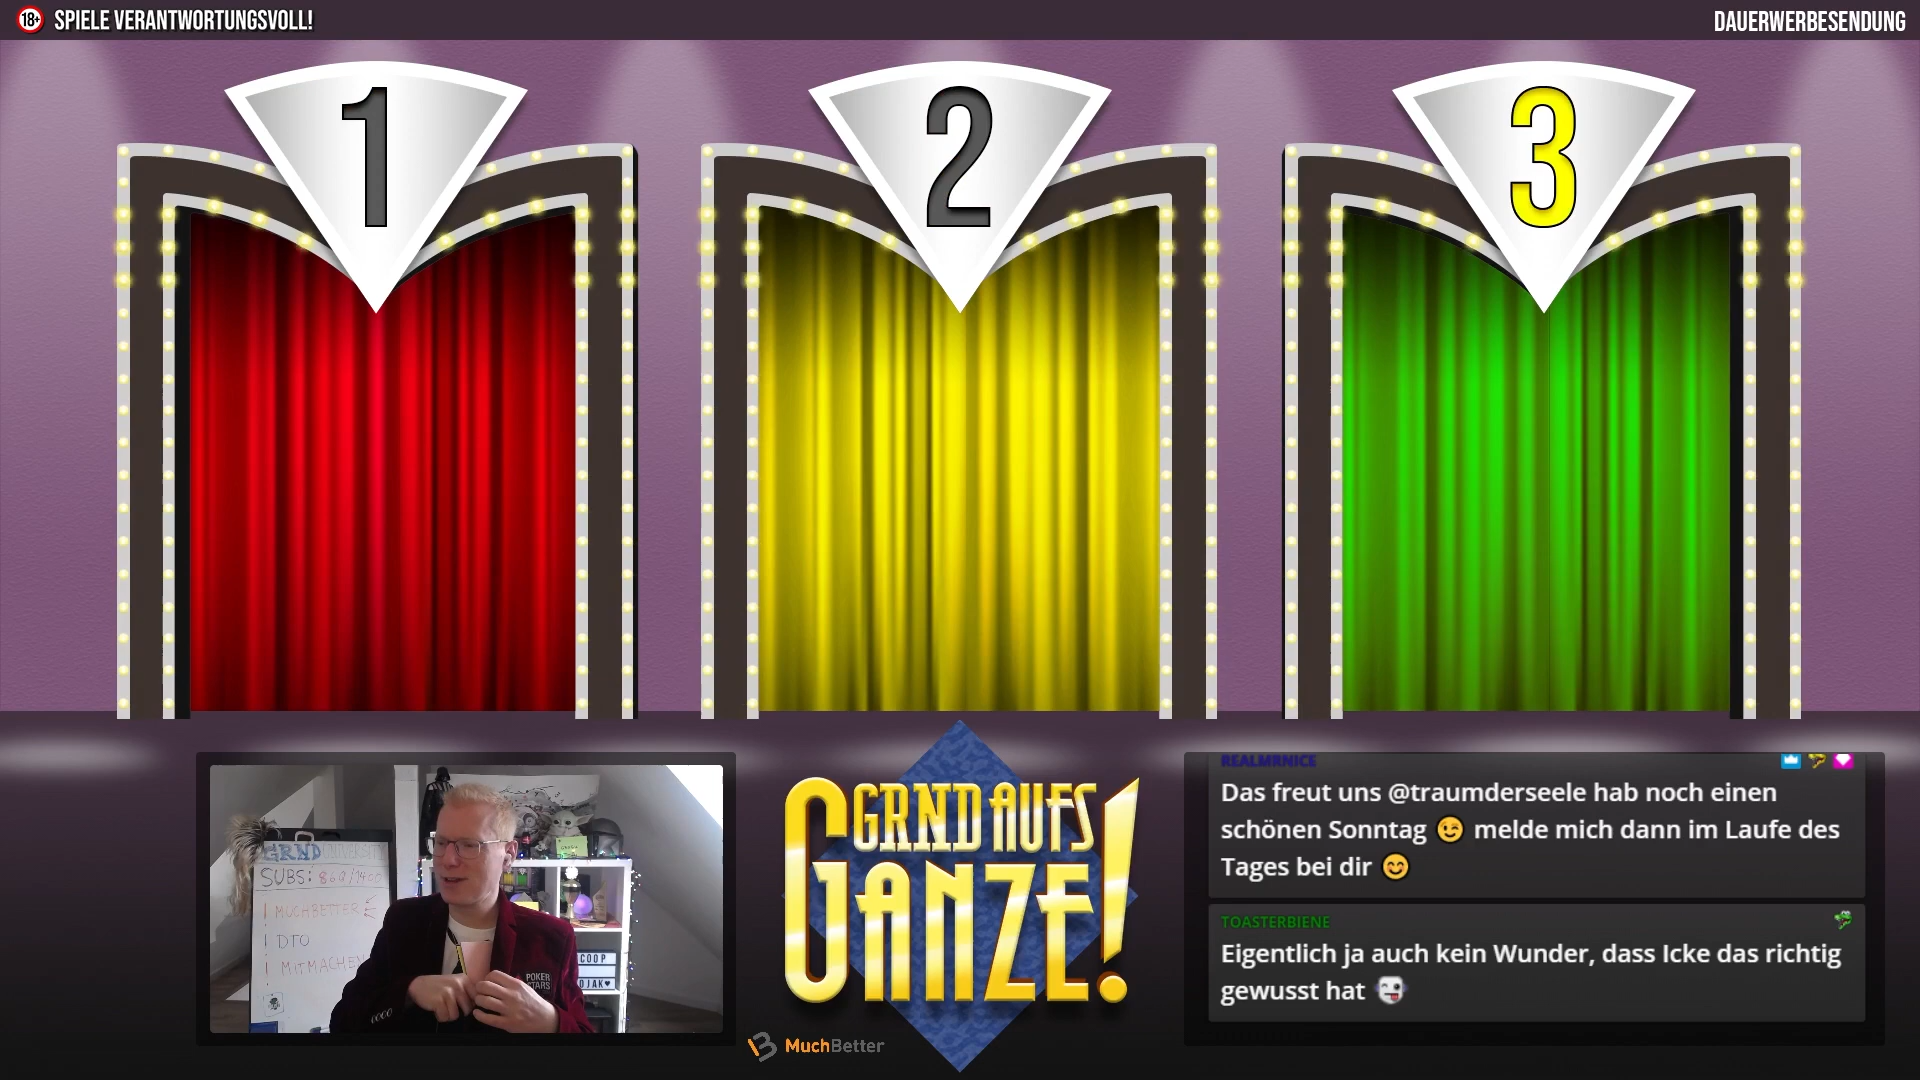 18+ SPIELE VERANTWORTUNGSVOLL!
DAUERWERBESENDUNG
1
2
3
GRND
SUBS:
MUCHBETTER
DTO
MITMACHEN
POKER
STARS
GRND AUFS
GANZE!
MuchBetter
REALMRNICE
Das freut uns @traumderseele hab noch einen
schönen Sonntag 😉 melde mich dann im Laufe des
Tages bei dir 😊
TOASTERBIENE
Eigentlich ja auch kein Wunder, dass Icke das richtig
gewusst hat 👻